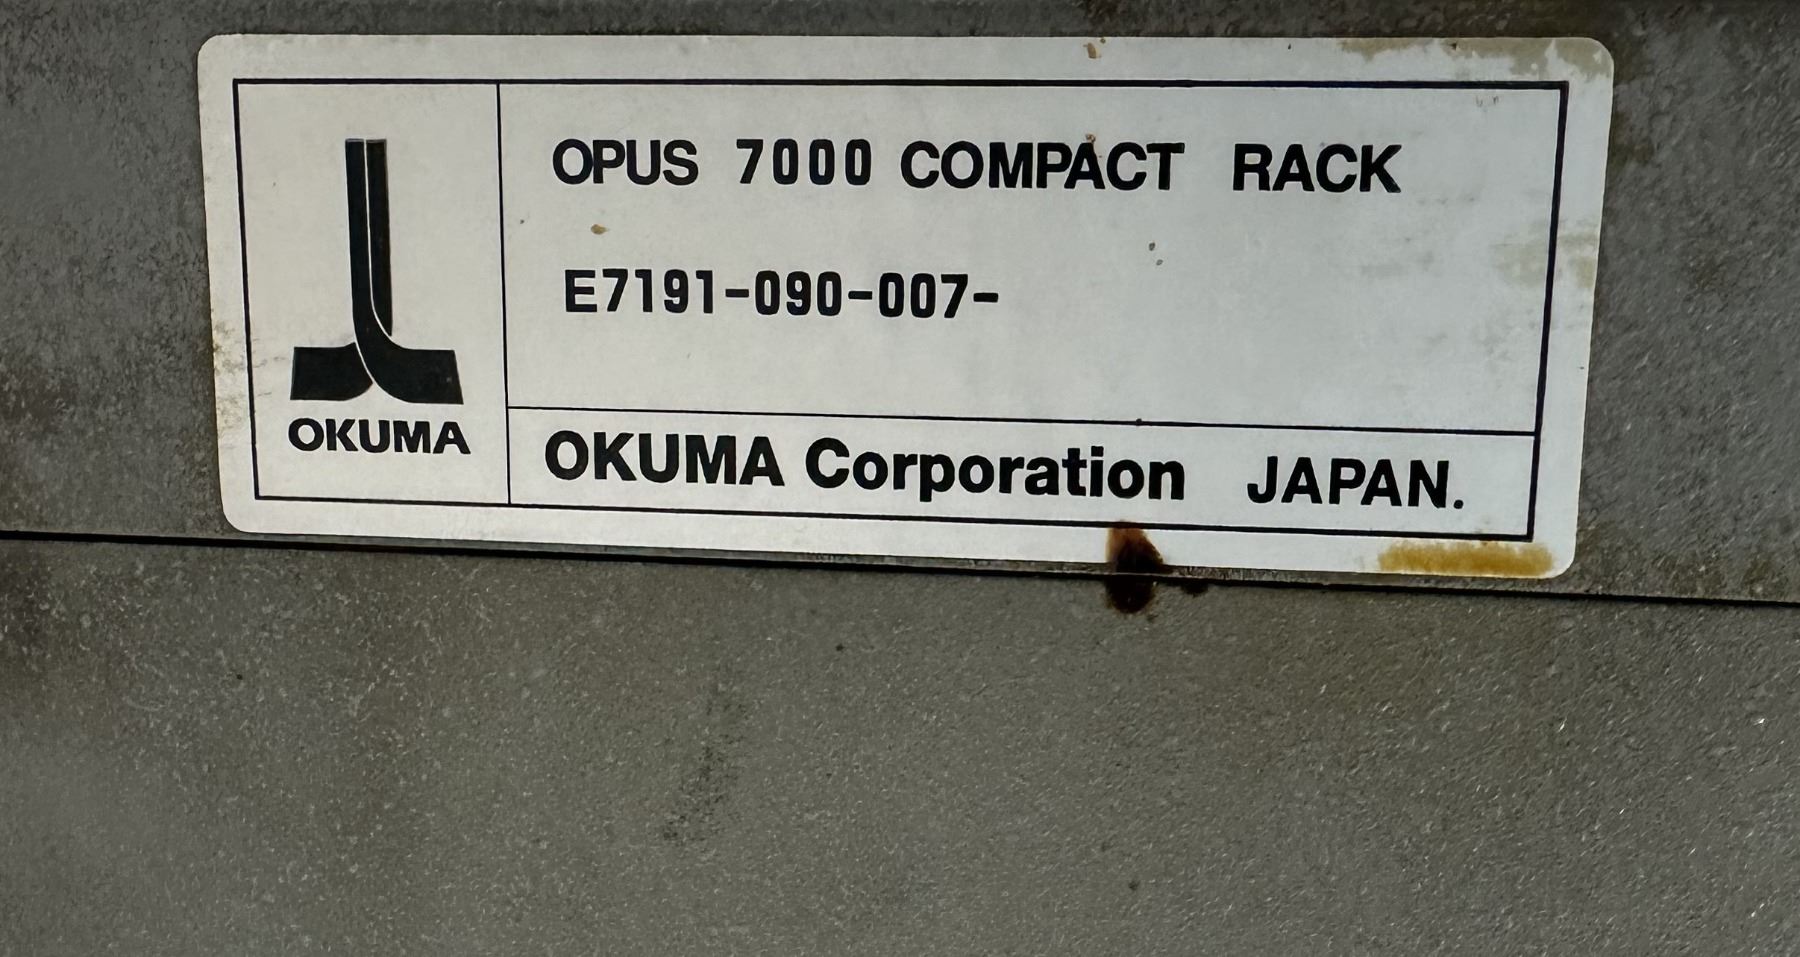 OPUS 7000 COMPACT RACK
E7191-090-007-
OKUMA
OKUMA Corporation JAPAN.